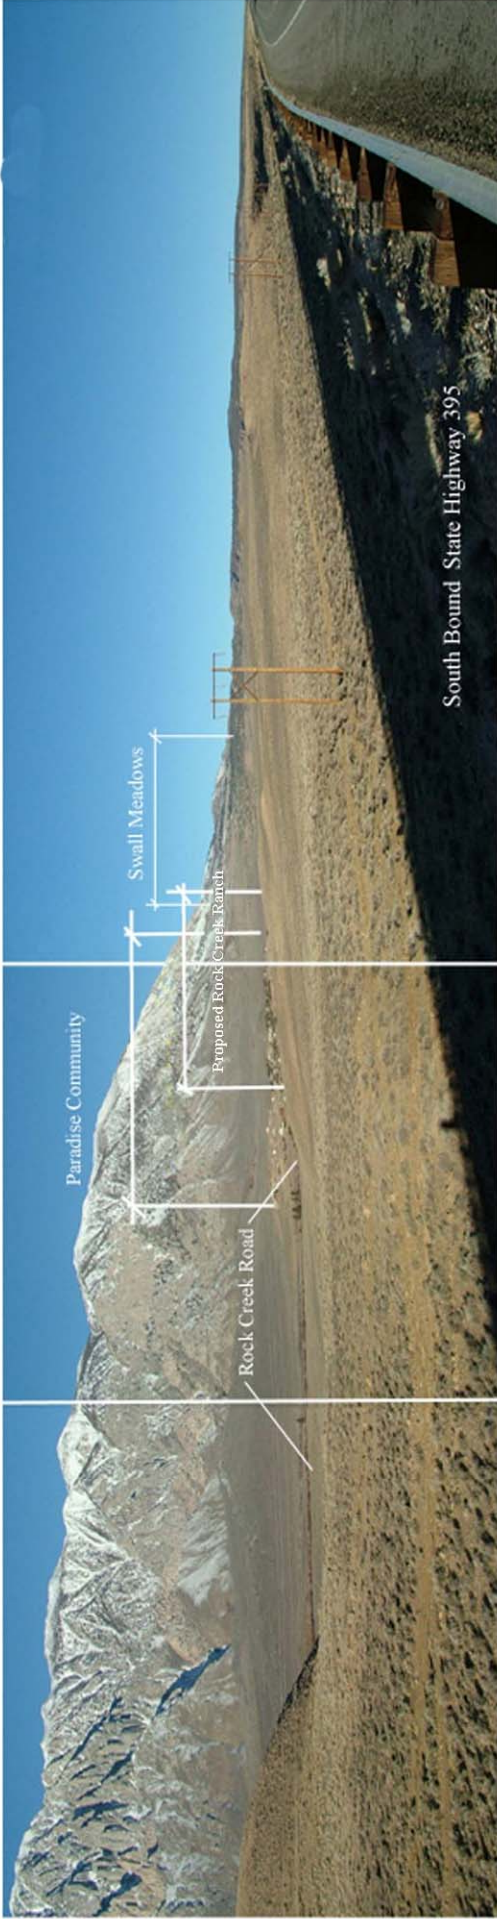 Paradise Community
Swall Meadows
Proposed Rock Creek Ranch
Rock Creek Road
South Bound State Highway 395